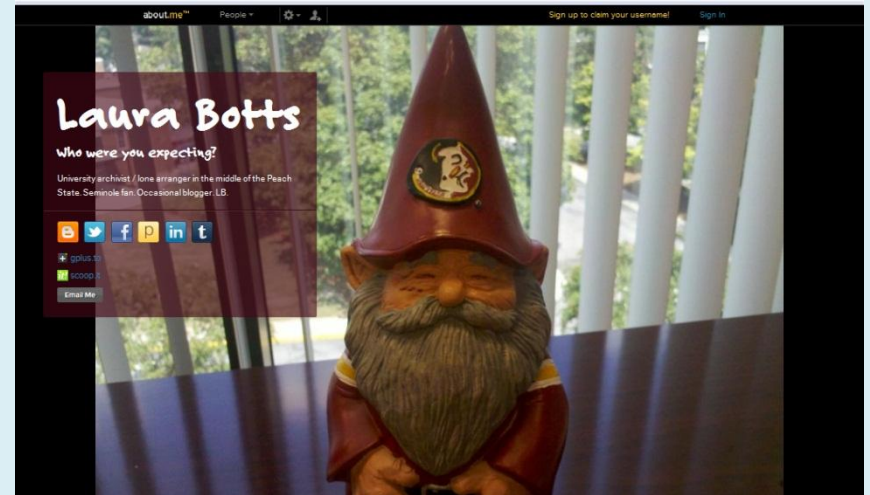 about.me™ People Sign up to claim your username! Sign In
Laura Botts
Who were you expecting?
University archivist / lone arranger in the middle of the Peach
State. Seminole fan. Occasional blogger. LB.
p in t
gplus.to
scoop.it
Email Me